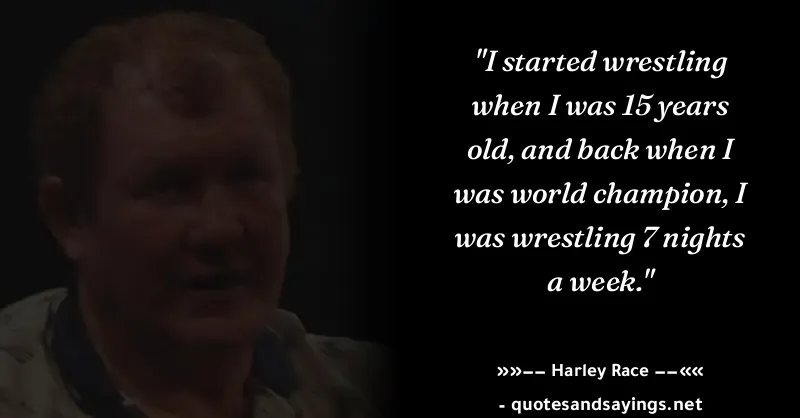 "I started wrestling
when I was 15 years
old, and back when I
was world champion, I
was wrestling 7 nights
a week."
»»−− Harley Race −−««
- quotesandsayings.net